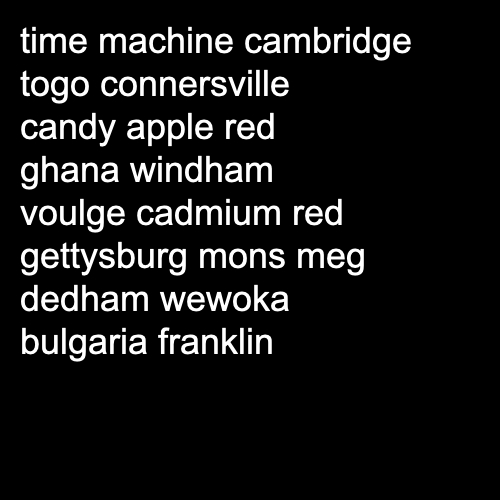 time machine cambridge
togo connersville
candy apple red
ghana windham
voulge cadmium red
gettysburg mons meg
dedham wewoka
bulgaria franklin